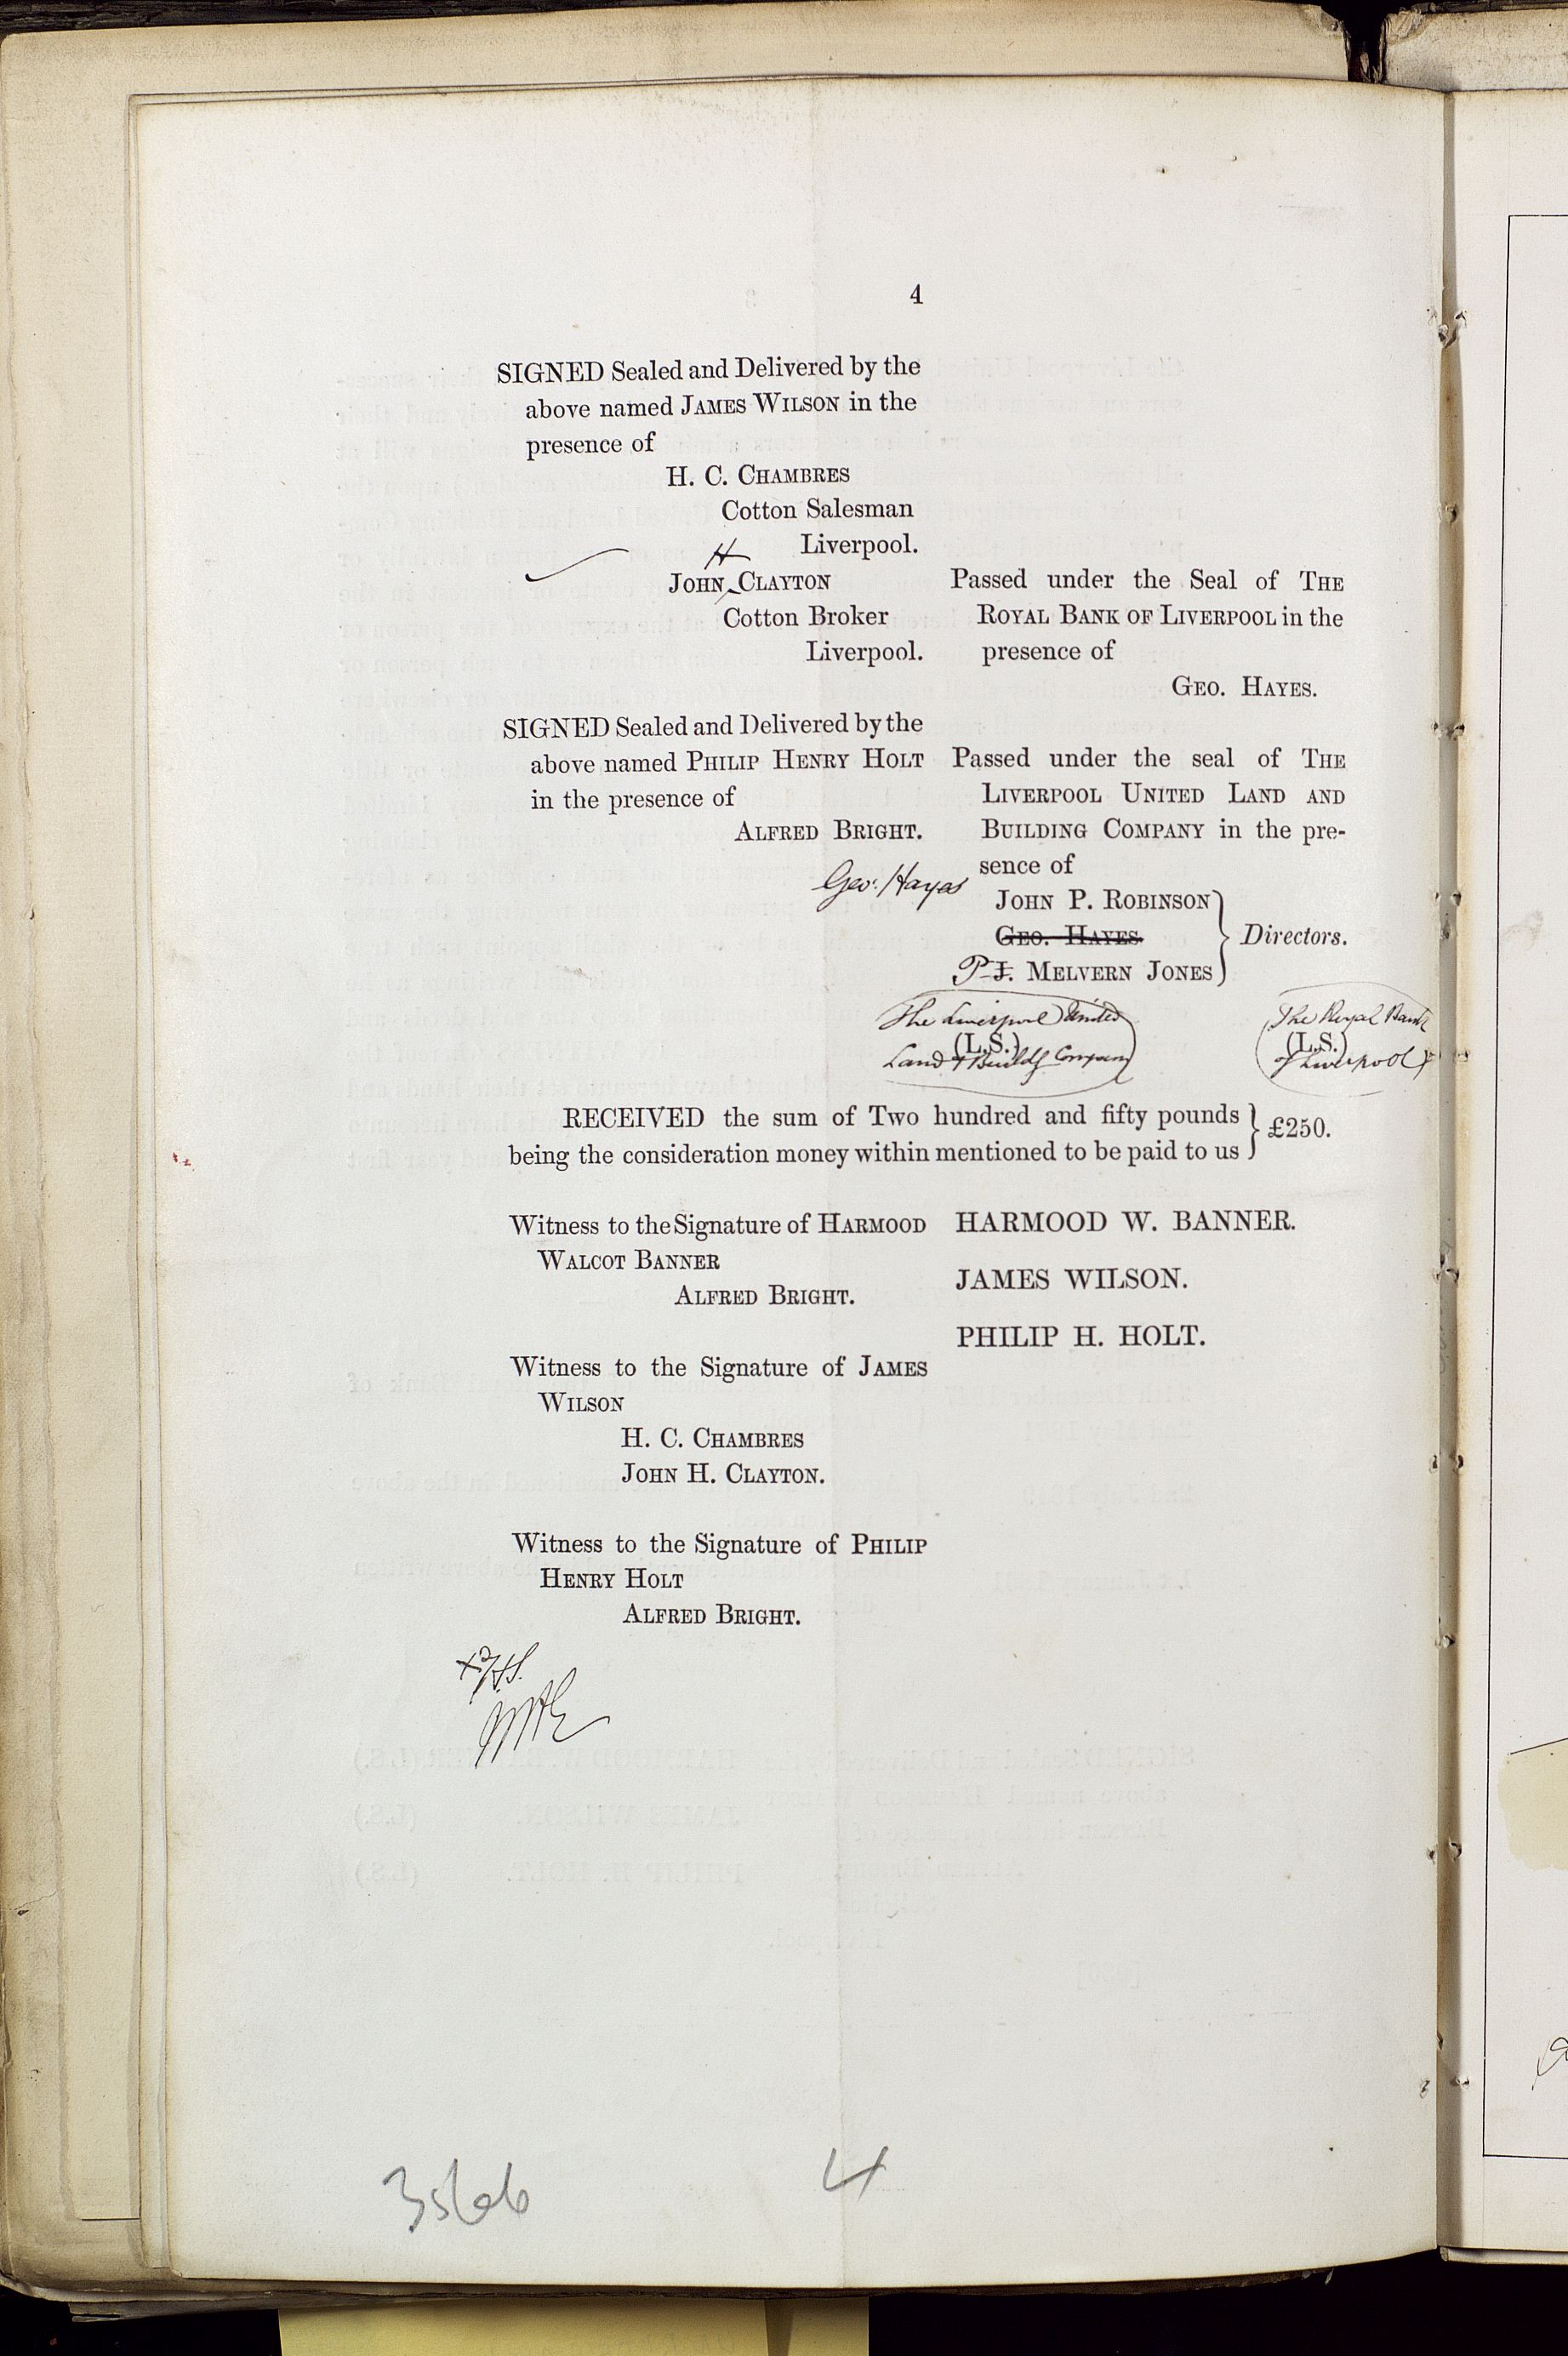 4
SIGNED Sealed and Delivered by the
above named JAMES WILSON in the
presence of
H. C. CHAMBRES
Cotton Salesman
Liverpool.
H
JOHN CLAYTON
Cotton Broker
Liverpool.
SIGNED Sealed and Delivered by the
above named PHILIP HENRY HOLT
in the presence of
ALFRED BRIGHT.
Passed under the Seal of THE
ROYAL BANK OF LIVERPOOL in the
presence of
GEO. HAYES.
Passed under the seal of THE
LIVERPOOL UNITED LAND AND
BUILDING COMPANY in the pre-
sence of
JOHN P. ROBINSON
Geo. Hayes
GEO. HAYES.
P J. MELVERN JONES
Directors.
The Liverpool United
(L.S.)
Land & Buildg Company
The Royal Bank
(L.S.)
of Liverpool
RECEIVED the sum of Two hundred and fifty pounds
being the consideration money within mentioned to be paid to us
£250.
Witness to the Signature of HARMOOD
WALCOT BANNER
ALFRED BRIGHT.
Witness to the Signature of JAMES
WILSON
H. C. CHAMBRES
JOHN H. CLAYTON.
Witness to the Signature of PHILIP
HENRY HOLT
ALFRED BRIGHT.
HARMOOD W. BANNER.
JAMES WILSON.
PHILIP H. HOLT.
4